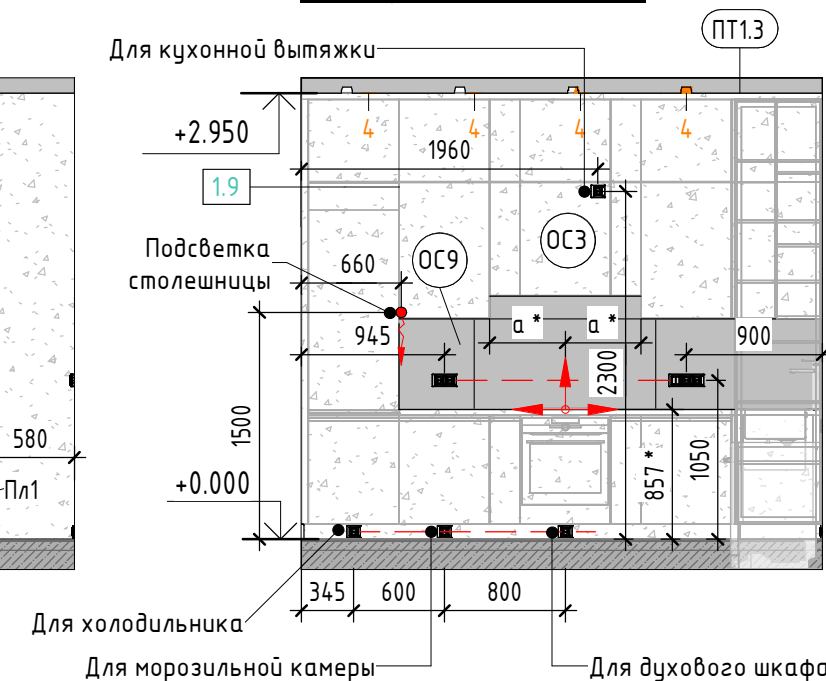 ПТ1.3
Для кухонной вытяжки
+2.950
4
4
4
4
1960
1.9
ОС3
ОС9
Подсветка
столешницы
660
a *
a *
945
900
2300
580
1500
857 *
1050
Пл1
+0.000
345
600
800
Для холодильника
Для морозильной камеры
Для духового шкафа